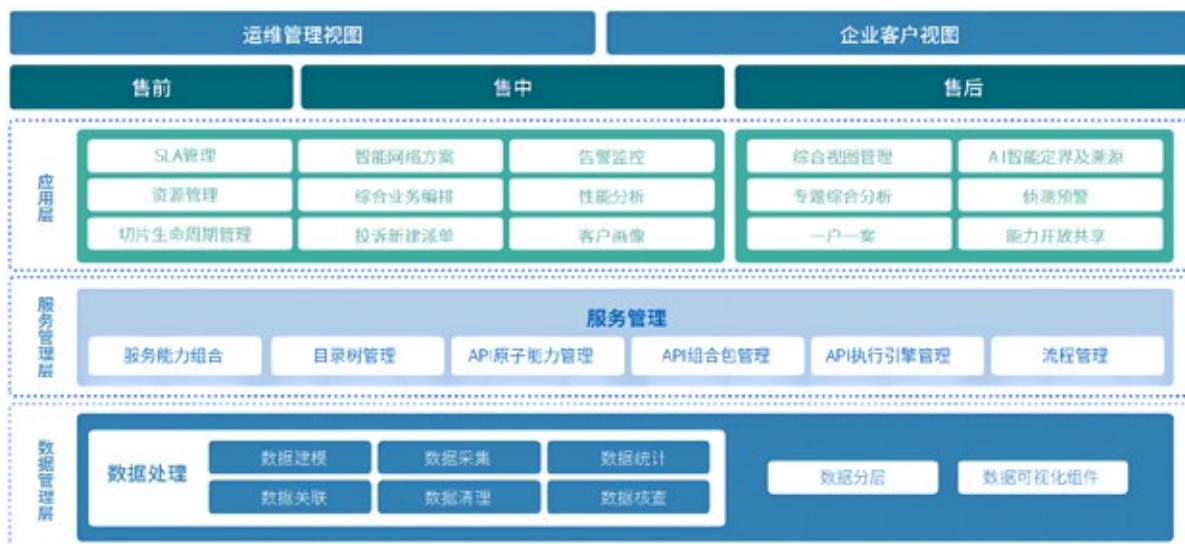 运维管理视图 企业客户视图
售前 售中 售后
应用层
SLA管理 智能网络方案 告警监控 综合视图管理 AI智能定界及溯源
资源管理 综合业务编排 性能分析 专题综合分析 侦测预警
切片生命周期管理 投诉新建派单 客户画像 一户一案 能力开放共享
服务管理层
服务管理
服务能力组合 目录树管理 API原子能力管理 API组合包管理 API执行引擎管理 流程管理
数据管理层
数据处理
数据建模 数据采集 数据统计
数据关联 数据清理 数据核查
数据分层 数据可视化组件